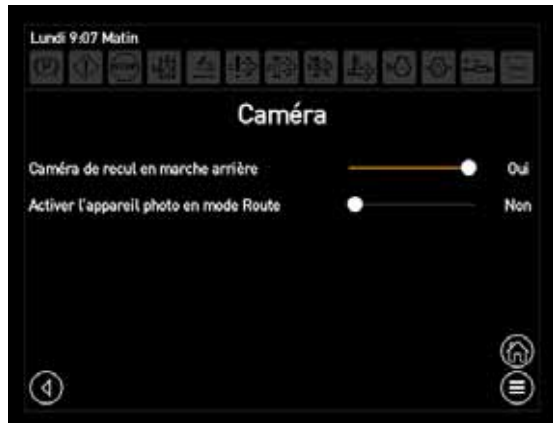 Lundi 9:07 Matin
Caméra
Caméra de recul en marche arrière Oui
Activer l'appareil photo en mode Route Non